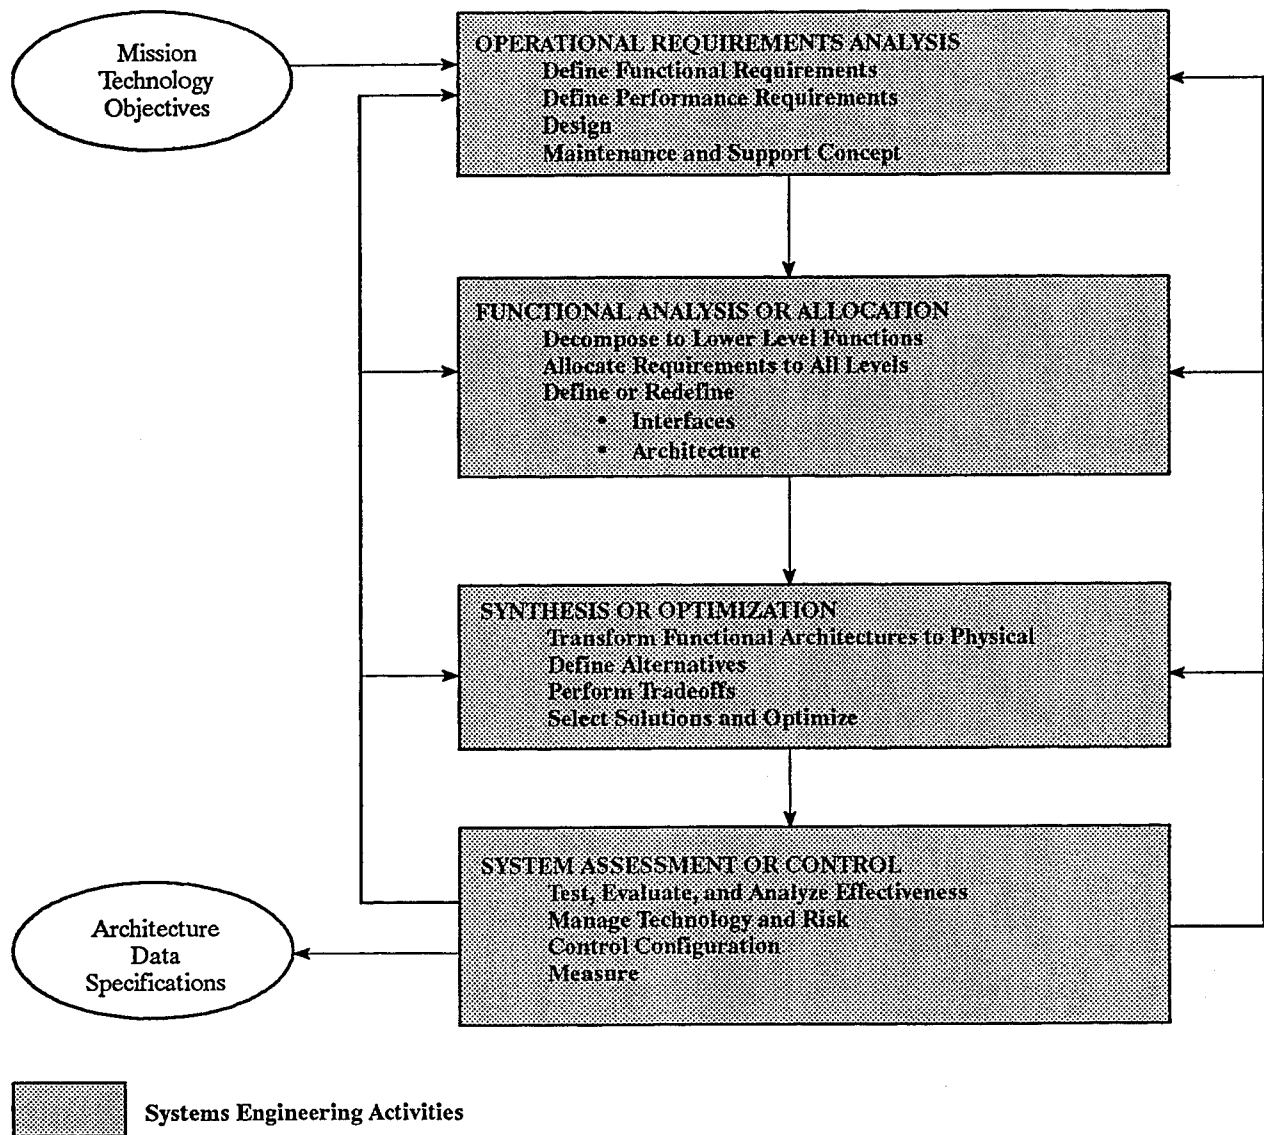 Mission
Technology
Objectives
OPERATIONAL REQUIREMENTS ANALYSIS
Define Functional Requirements
Define Performance Requirements
Design
Maintenance and Support Concept
FUNCTIONAL ANALYSIS OR ALLOCATION
Decompose to Lower Level Functions
Allocate Requirements to All Levels
Define or Redefine
• Interfaces
• Architecture
SYNTHESIS OR OPTIMIZATION
Transform Functional Architectures to Physical
Define Alternatives
Perform Tradeoffs
Select Solutions and Optimize
SYSTEM ASSESSMENT OR CONTROL
Test, Evaluate, and Analyze Effectiveness
Manage Technology and Risk
Control Configuration
Measure
Architecture
Data
Specifications
Systems Engineering Activities